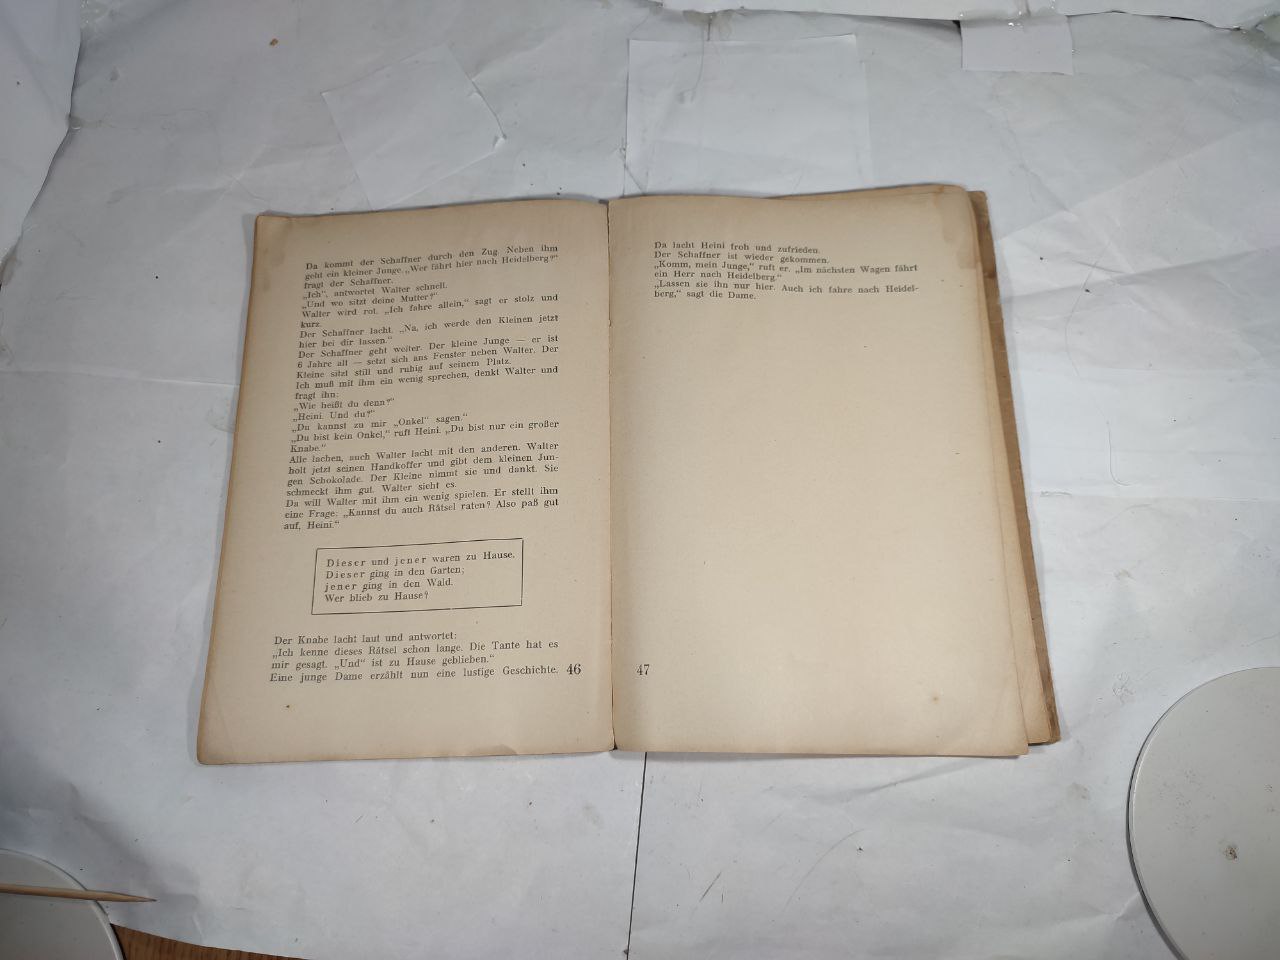 Da kommt der Schaffner durch den Zug. Neben ihm
geht ein kleiner Junge. „Wer fährt hier nach Heidelberg?“
fragt der Schaffner.
„Ich“, antwortet Walter schnell.
„Und wo sitzt deine Mutter?“
Walter wird rot. „Ich fahre allein,“ sagt er stolz und
kurz.
Der Schaffner lacht. „Na, ich werde den Kleinen jetzt
hier bei dir lassen.“
Der Schaffner geht weiter. Der kleine Junge — er ist
6 Jahre alt — setzt sich ans Fenster neben Walter. Der
Kleine sitzt still und ruhig auf seinem Platz.
Ich muß mit ihm ein wenig sprechen, denkt Walter und
fragt ihn:
„Wie heißt du denn?“
„Heini. Und du?“
„Du kannst zu mir „Onkel“ sagen.“
„Du bist kein Onkel,“ ruft Heini. „Du bist nur ein großer
Knabe.“
Alle lachen, auch Walter lacht mit den anderen. Walter
holt jetzt seinen Handkoffer und gibt dem kleinen Jun-
gen Schokolade. Der Kleine nimmt sie und dankt. Sie
schmeckt ihm gut. Walter sieht es.
Da will Walter mit ihm ein wenig spielen. Er stellt ihm
eine Frage: „Kannst du auch Rätsel raten? Also paß gut
auf, Heini.“
Dieser und jener waren zu Hause.
Dieser ging in den Garten;
jener ging in den Wald.
Wer blieb zu Hause?
Der Knabe lacht laut und antwortet:
„Ich kenne dieses Rätsel schon lange. Die Tante hat es
mir gesagt. „Und“ ist zu Hause geblieben.“
Eine junge Dame erzählt nun eine lustige Geschichte.
46
Da lacht Heini froh und zufrieden.
Der Schaffner ist wieder gekommen.
„Komm, mein Junge,“ ruft er. „Im nächsten Wagen fährt
ein Herr nach Heidelberg.“
„Lassen sie ihn nur hier. Auch ich fahre nach Heidel-
berg,“ sagt die Dame.
47